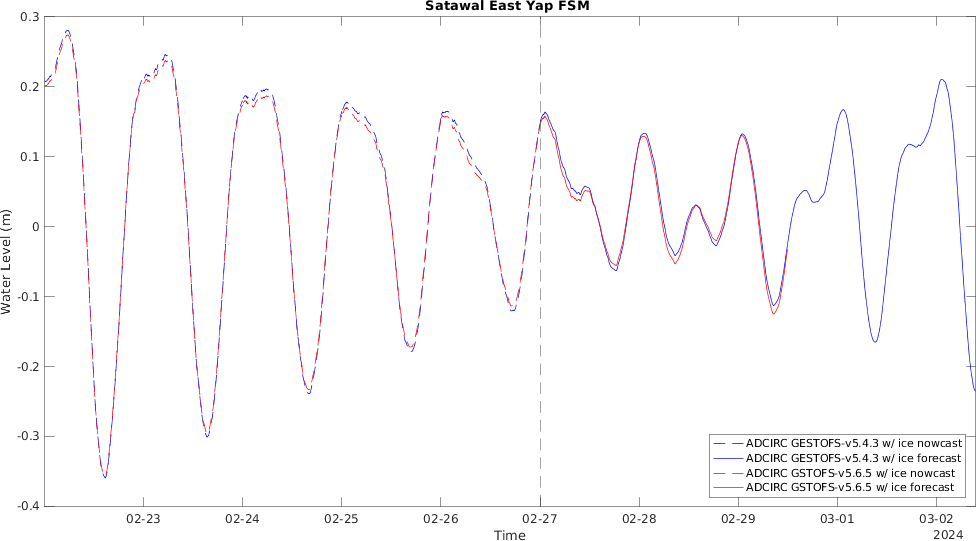 Satawal East Yap FSM
0.3
0.2
0.1
0
-0.1
-0.2
-0.3
-0.4
Water Level (m)
ADCIRC GESTOFS-v5.4.3 w/ ice nowcast
ADCIRC GESTOFS-v5.4.3 w/ ice forecast
ADCIRC GSTOFS-v5.6.5 w/ ice nowcast
ADCIRC GSTOFS-v5.6.5 w/ ice forecast
02-23 02-24 02-25 02-26 02-27 02-28 02-29 03-01 03-02
Time
2024